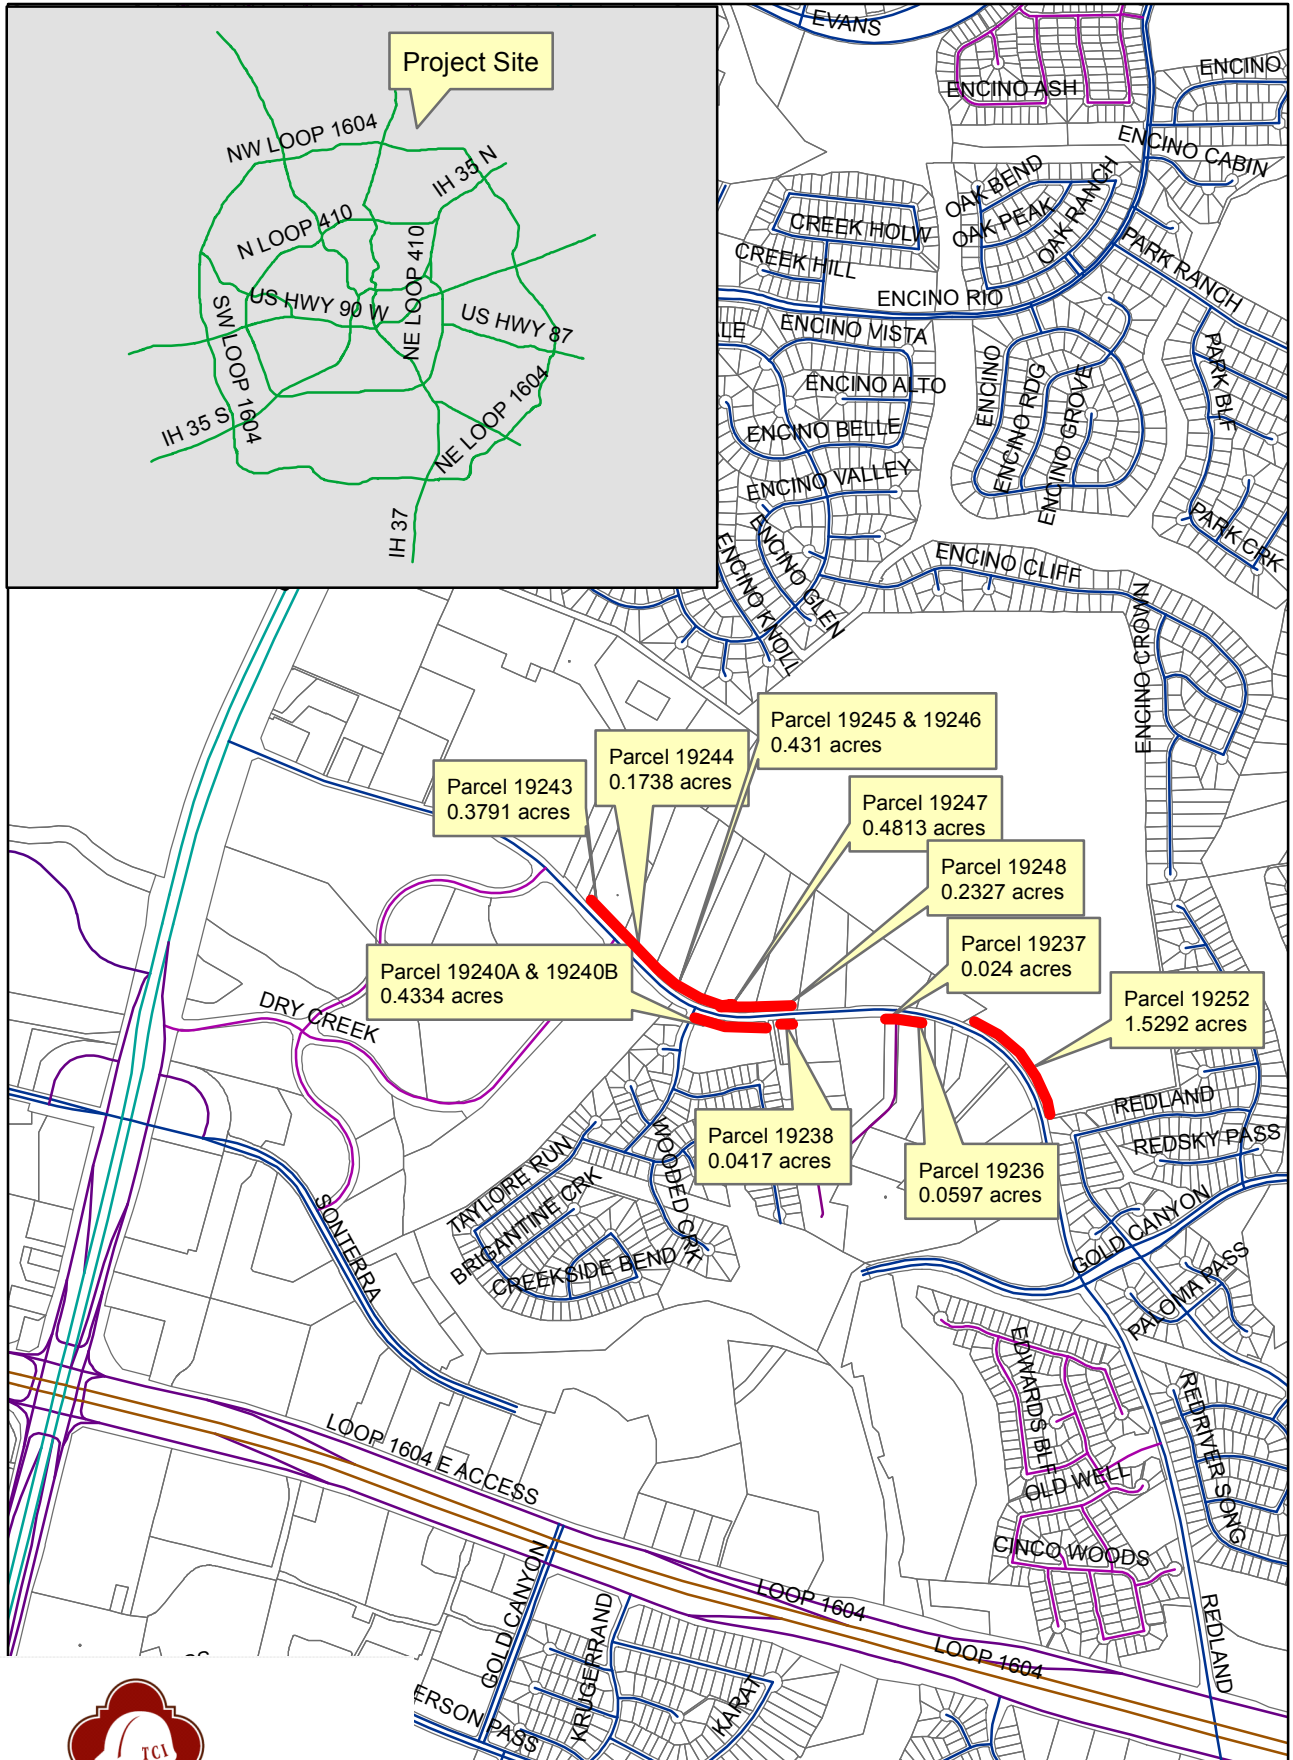 Project Site
NW LOOP 1604
IH 35 N
N LOOP 410
NE LOOP 410
US HWY 90 W
US HWY 87
SW LOOP 1604
IH 35 S
NE LOOP 1604
IH 37
EVANS
ENCINO ASH
ENCINO
ENCINO CABIN
OAK BEND
OAK PEAK
OAK RANCH
CREEK HOLW
CREEK HILL
PARK RANCH
ENCINO RIO
ENCINO VISTA
ENCINO ALTO
ENCINO BELLE
ENCINO VALLEY
ENCINO
ENCINO RDG
ENCINO GROVE
PARK BLF
PARK CRK
ENCINO GLEN
ENCINO KNOLL
ENCINO CLIFF
ENCINO CROWN
Parcel 19245 & 19246
0.431 acres
Parcel 19244
0.1738 acres
Parcel 19243
0.3791 acres
Parcel 19247
0.4813 acres
Parcel 19248
0.2327 acres
Parcel 19237
0.024 acres
Parcel 19240A & 19240B
0.4334 acres
Parcel 19252
1.5292 acres
DRY CREEK
Parcel 19238
0.0417 acres
Parcel 19236
0.0597 acres
REDLAND
REDSKY PASS
TAYLORE RUN
WOODED CRK
BRIGANTINE CRK
CREEKSIDE BEND
SONTERRA
GOLD CANYON
PALOMA PASS
EDWARDS BLF
REDRIVER SONG
OLD WELL
CINCO WOODS
LOOP 1604 E ACCESS
LOOP 1604
LOOP 1604
REDLAND
GOLD CANYON
KRUGERRAND
KARAT
ERSON PASS
TCI